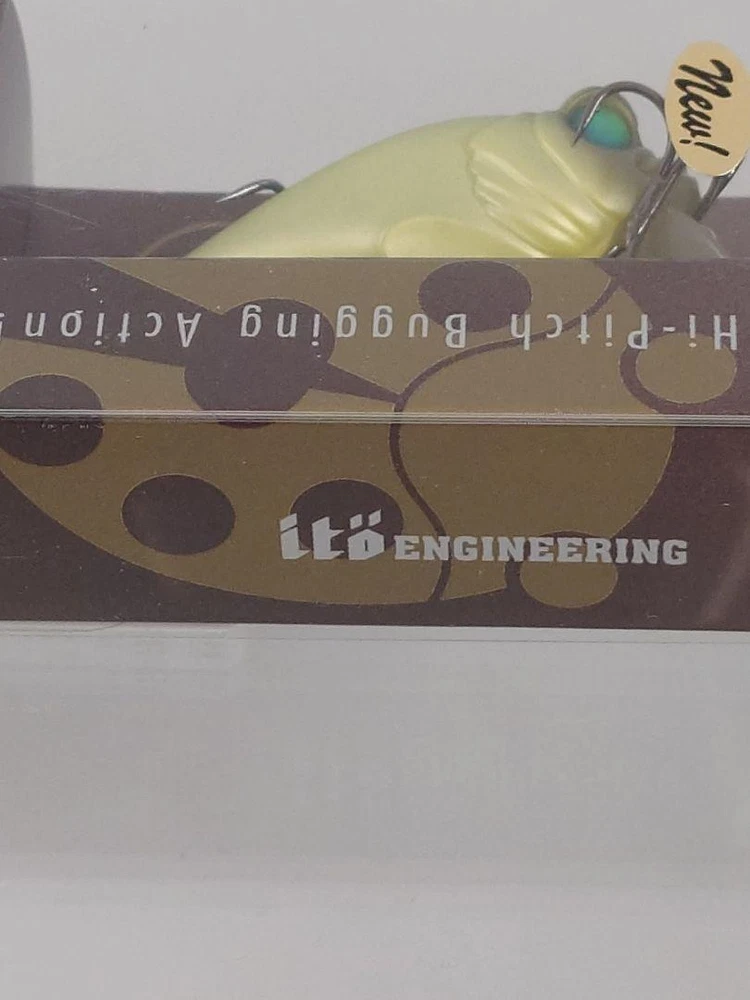 New!
Hi-Pitch Bugging Action!
itö ENGINEERING